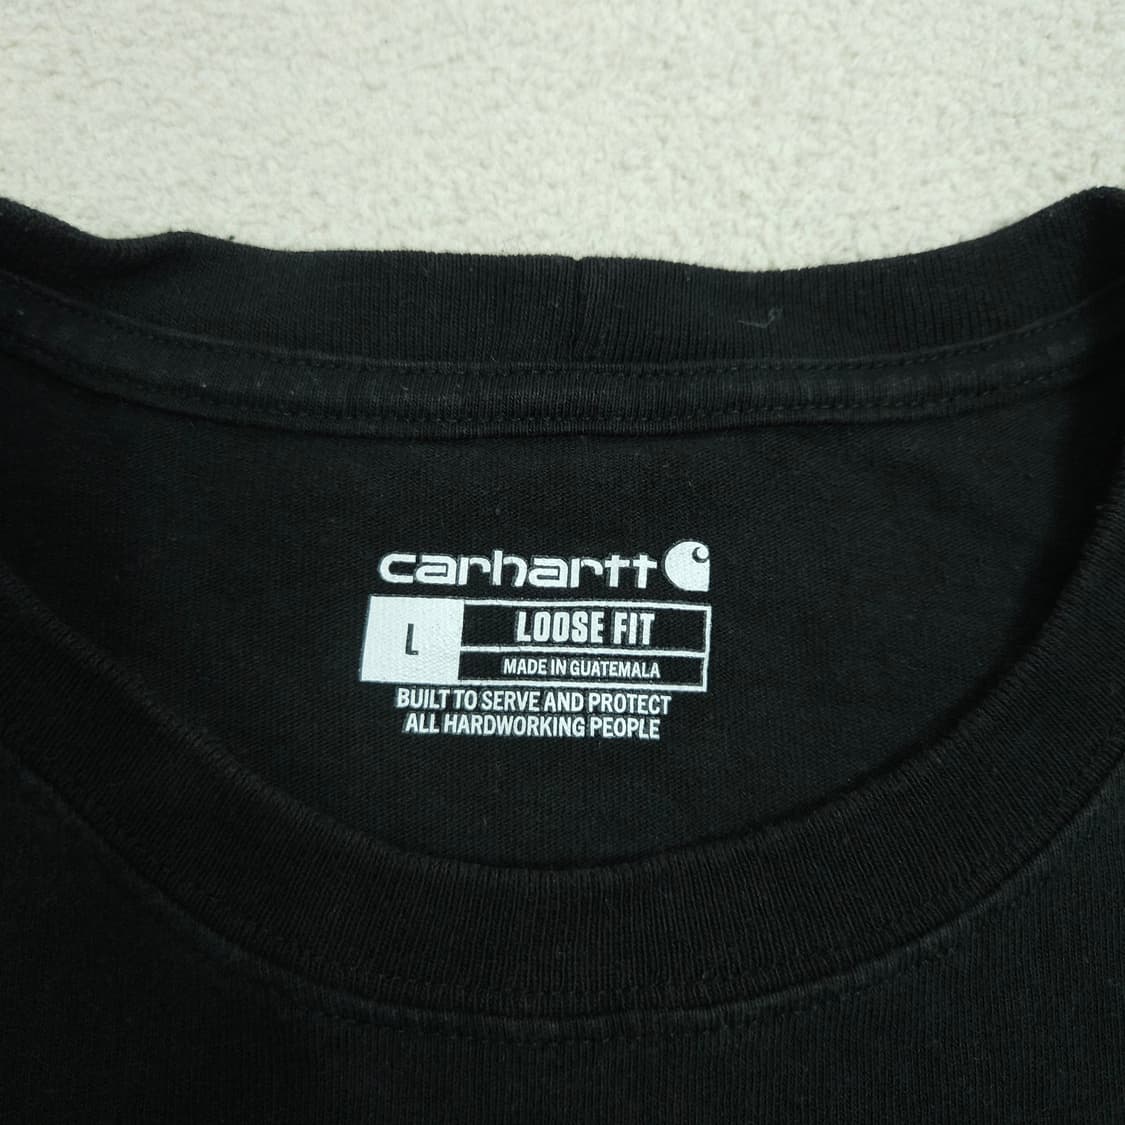 carhartt
L
LOOSE FIT
MADE IN GUATEMALA
BUILT TO SERVE AND PROTECT
ALL HARDWORKING PEOPLE